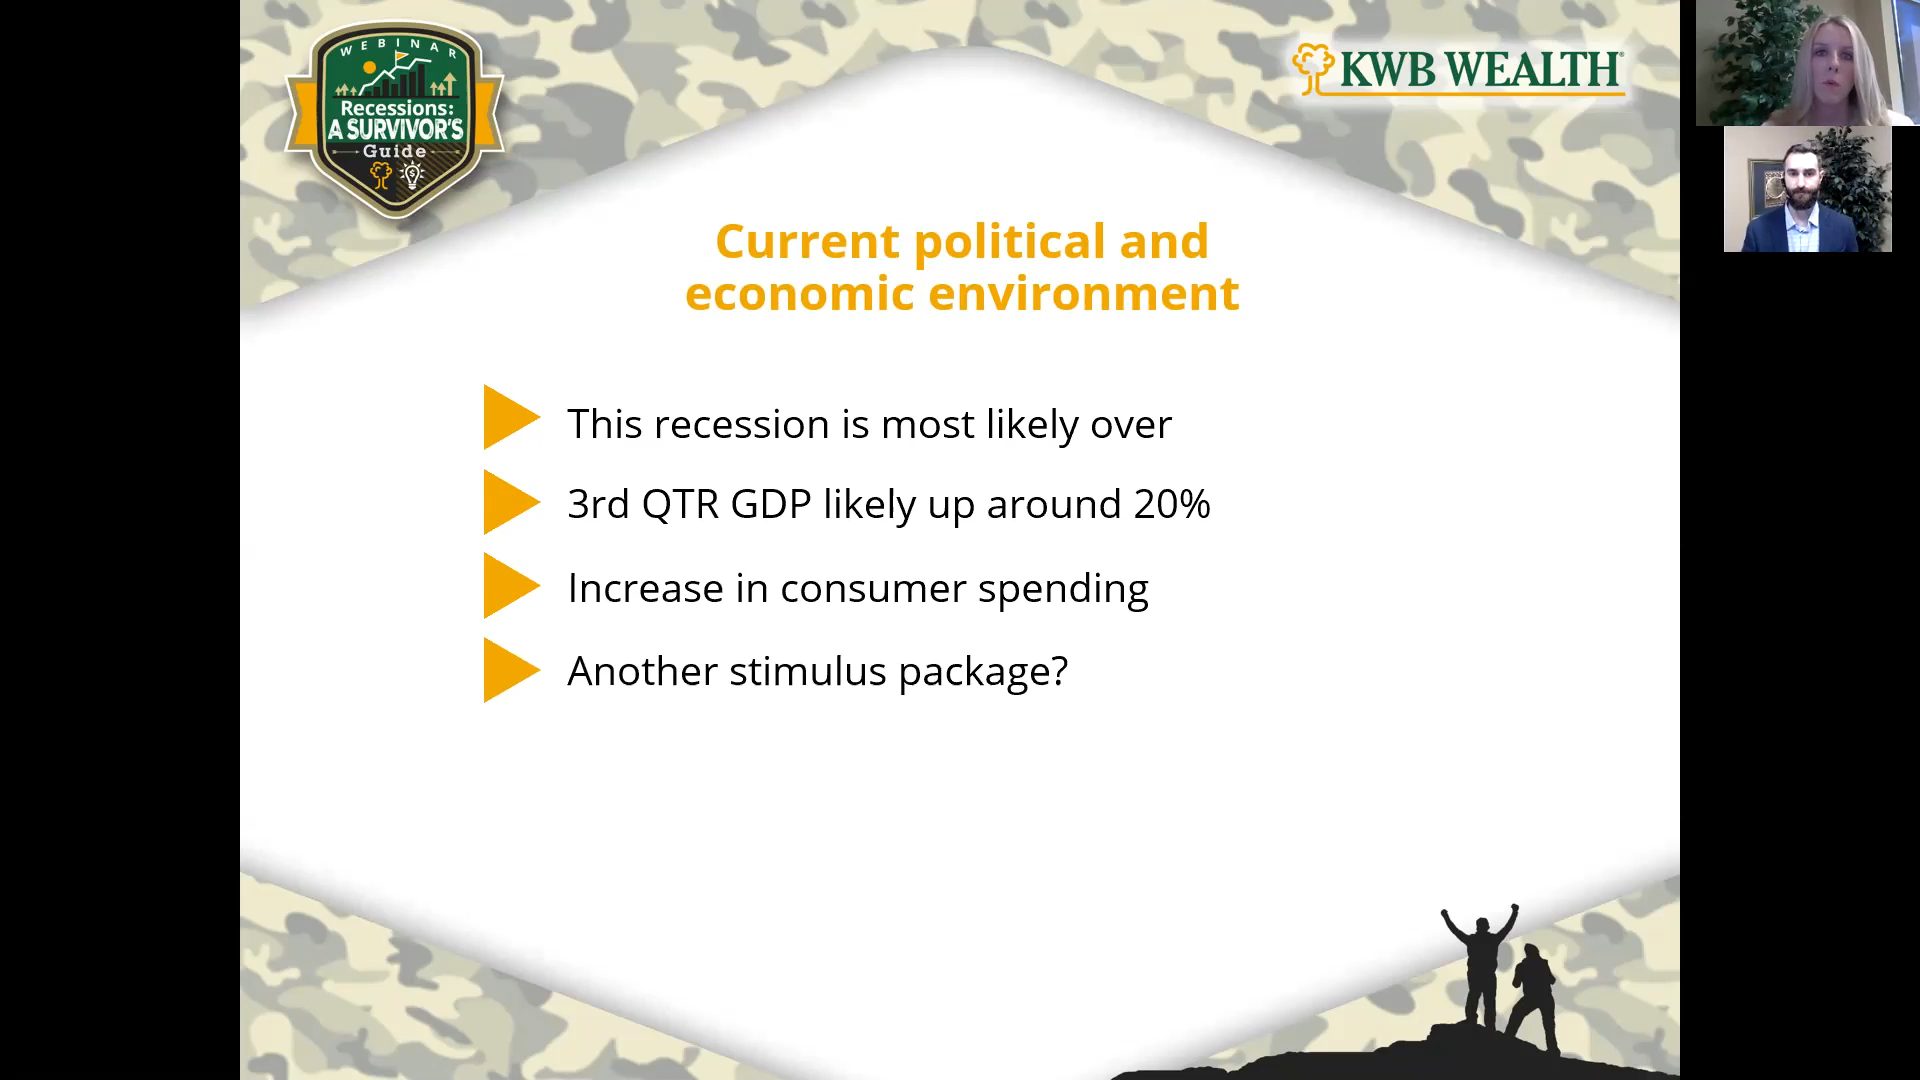 WEBINAR
Recessions:
A SURVIVOR'S
Guide
KWB WEALTH®
Current political and
economic environment
This recession is most likely over
3rd QTR GDP likely up around 20%
Increase in consumer spending
Another stimulus package?